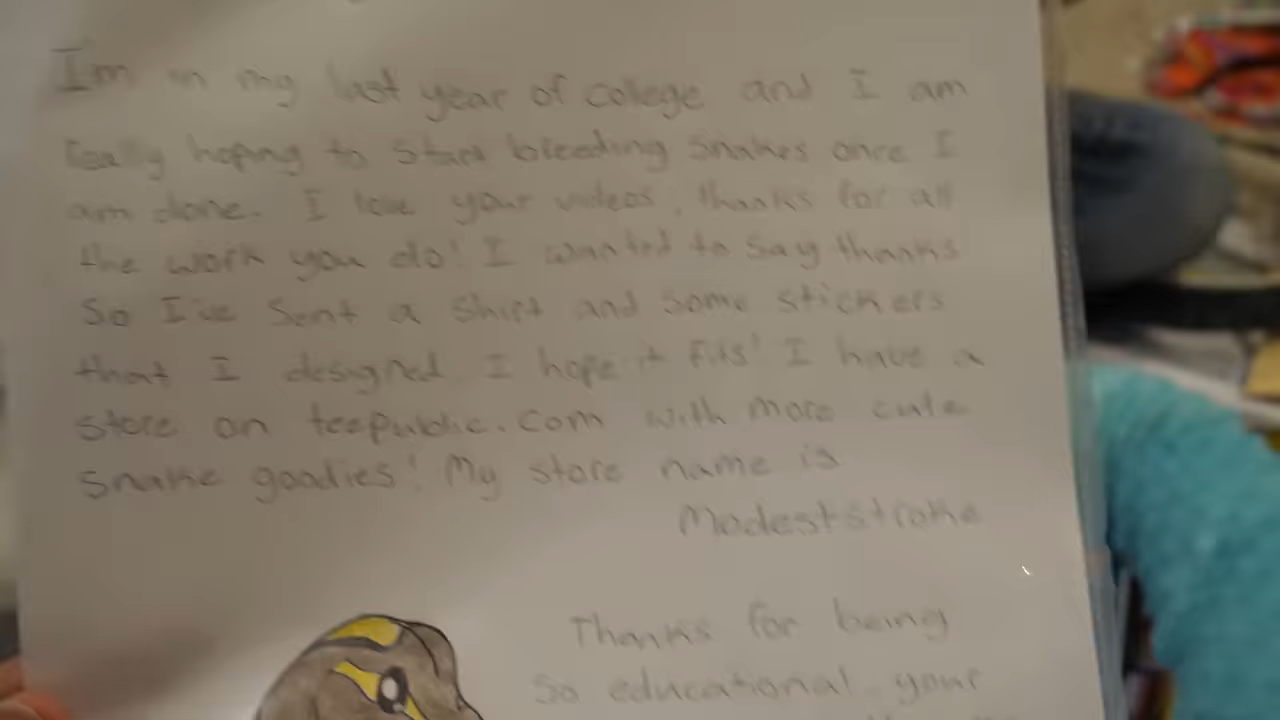 I'm in my last year of college and I am
really hoping to start breeding snakes once I
am done. I love your videos, thanks for all
the work you do! I wanted to say thanks
So I've sent a shirt and some stickers
that I designed. I hope it fits! I have a
store on teepublic.com with more cute
Snake goodies! My store name is
Modeststroke
Thanks for being
So educational, your